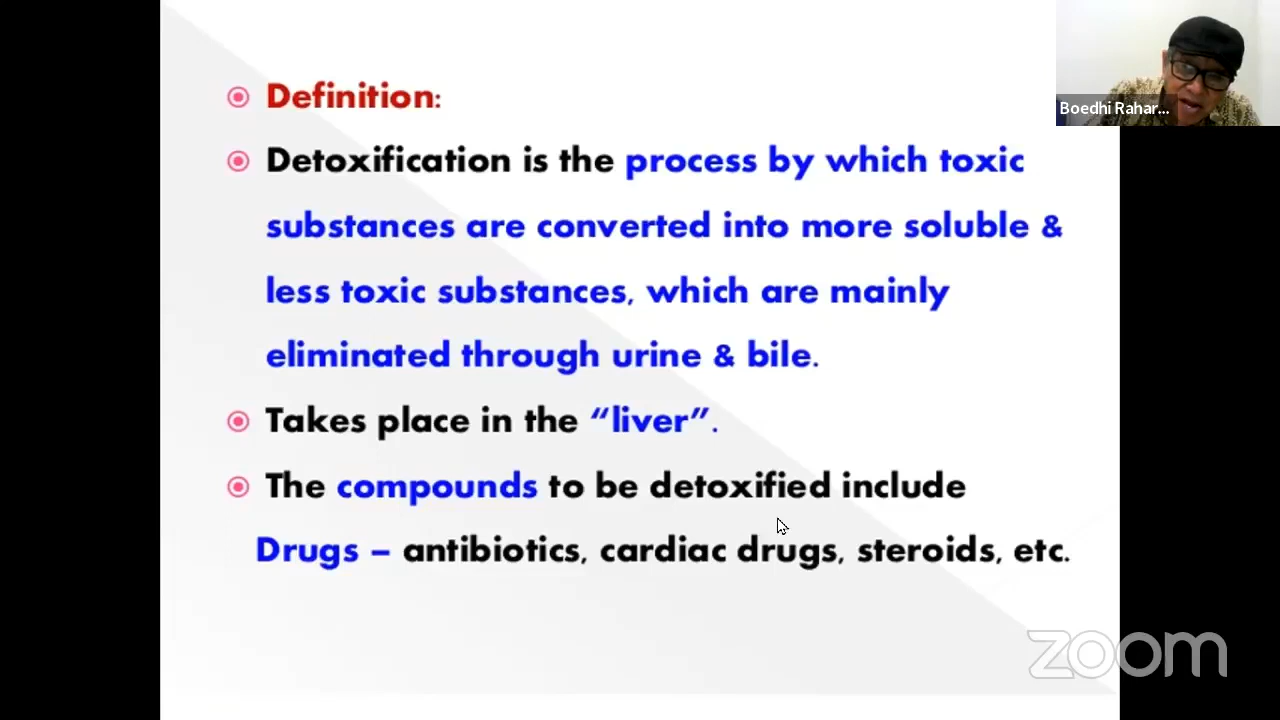 Definition:
Detoxification is the process by which toxic
substances are converted into more soluble &
less toxic substances, which are mainly
eliminated through urine & bile.
Takes place in the “liver”.
The compounds to be detoxified include
Drugs – antibiotics, cardiac drugs, steroids, etc.
Boedhi Rahar...
zoom